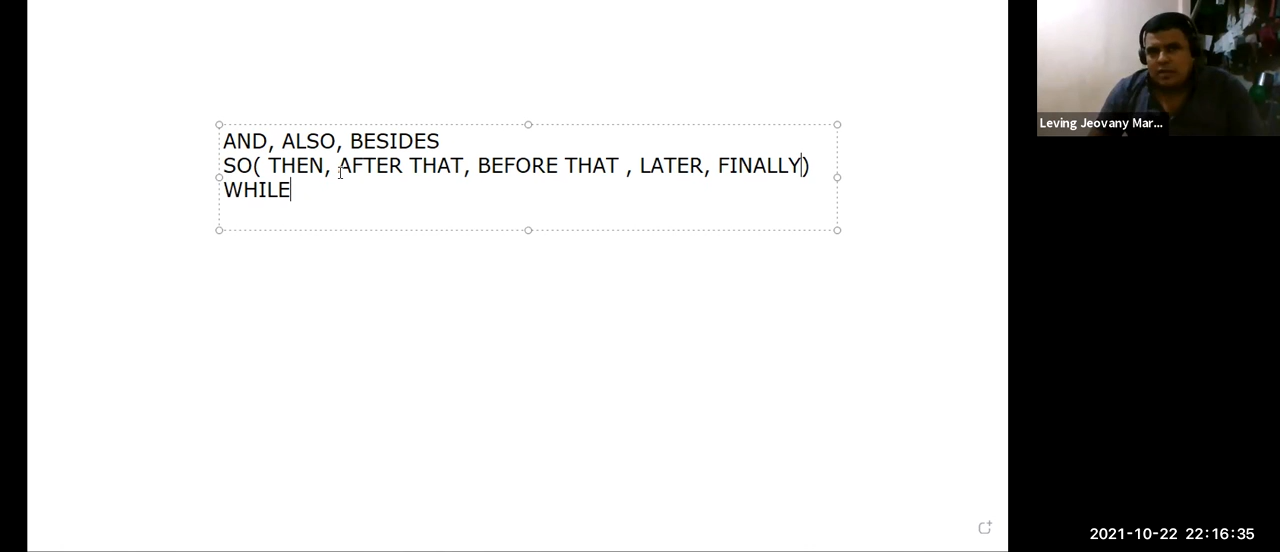 AND, ALSO, BESIDES
SO( THEN, AFTER THAT, BEFORE THAT , LATER, FINALLY)
WHILE
Leving Jeovany Mar...
2021-10-22 22:16:35